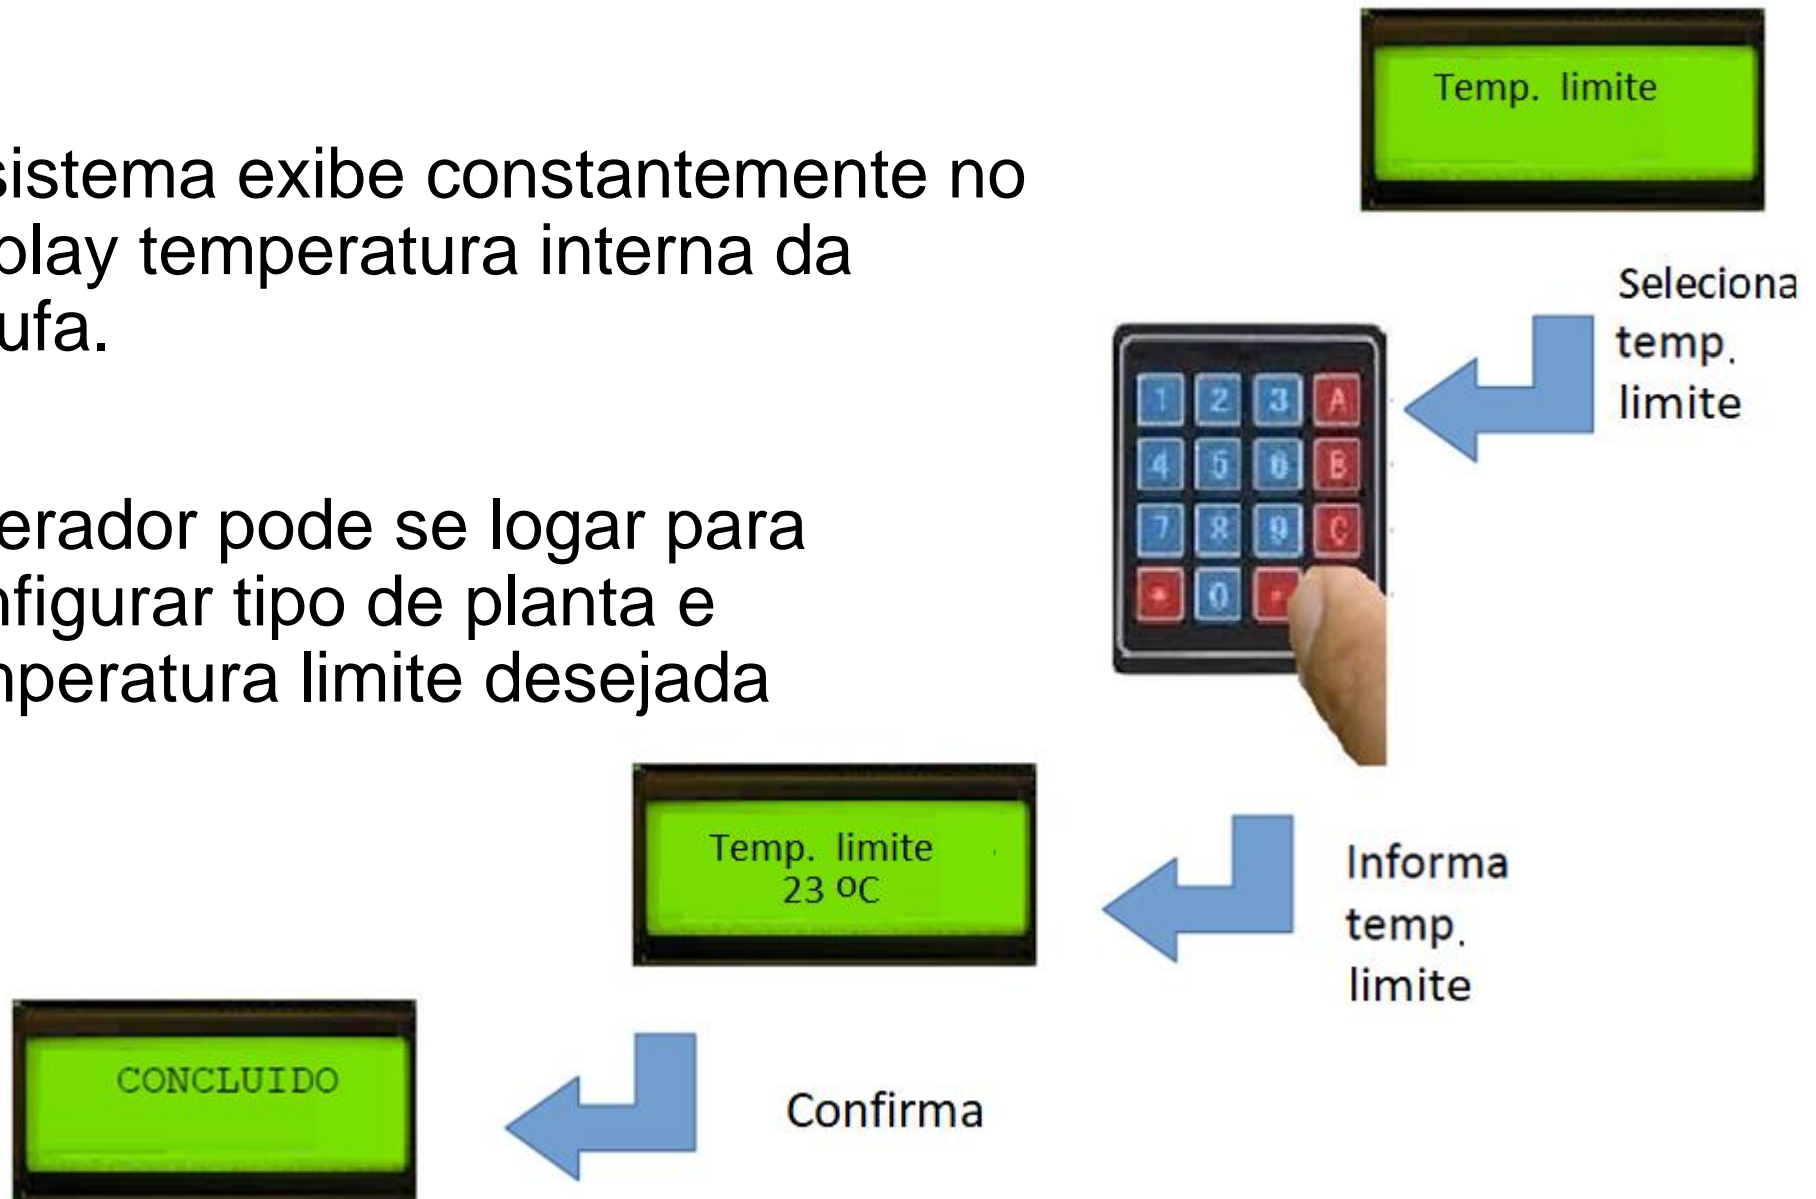 Temp. limite
sistema exibe constantemente no
play temperatura interna da
ufa.
Seleciona
temp.
limite
1 2 3 A
4 5 6 B
7 8 9 C
0
erador pode se logar para
nfigurar tipo de planta e
mperatura limite desejada
Temp. limite
23 ºC
Informa
temp.
limite
CONCLUIDO
Confirma